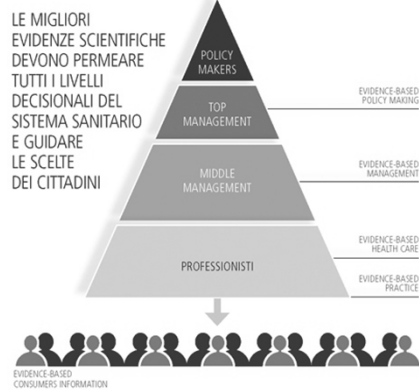 LE MIGLIORI
EVIDENZE SCIENTIFICHE
DEVONO PERMEARE
TUTTI I LIVELLI
DECISIONALI DEL
SISTEMA SANITARIO
E GUIDARE
LE SCELTE
DEI CITTADINI
POLICY
MAKERS
TOP
MANAGEMENT
EVIDENCE-BASED
POLICY MAKING
MIDDLE
MANAGEMENT
EVIDENCE-BASED
MANAGEMENT
PROFESSIONISTI
EVIDENCE-BASED
HEALTH CARE
EVIDENCE-BASED
PRACTICE
EVIDENCE-BASED
CONSUMERS INFORMATION